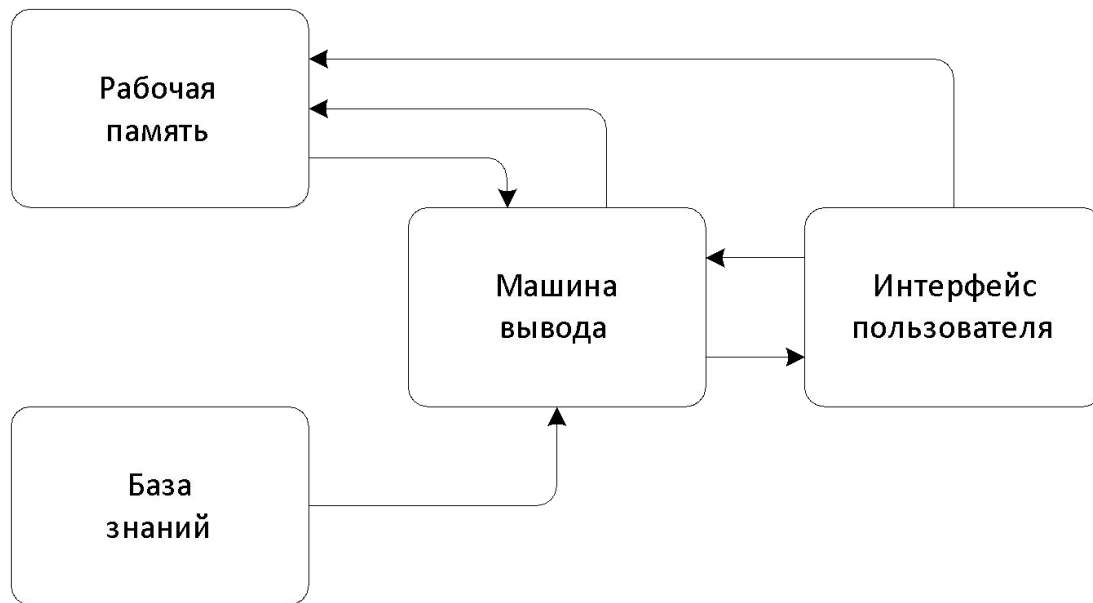 Рабочая
память
Машина
вывода
Интерфейс
пользователя
База
знаний